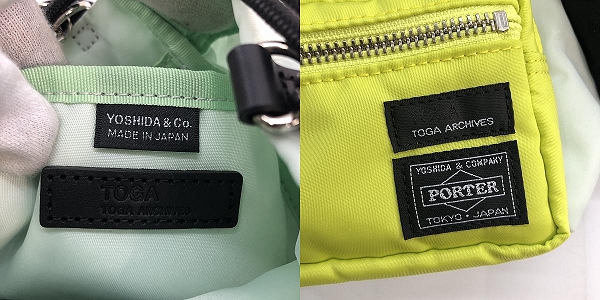 YOSHIDA & Co.
MADE IN JAPAN
TOGA
TOGA ARCHIVES
TOGA ARCHIVES
YOSHIDA & COMPANY
PORTER
TOKYO・JAPAN